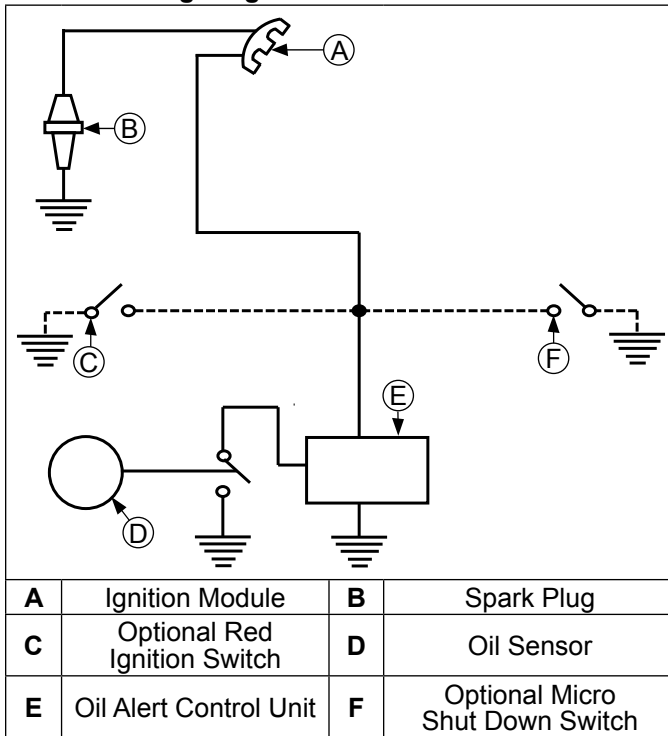 A
B
C
F
E
D
A Ignition Module B Spark Plug
C Optional Red Ignition Switch D Oil Sensor
E Oil Alert Control Unit F Optional Micro Shut Down Switch